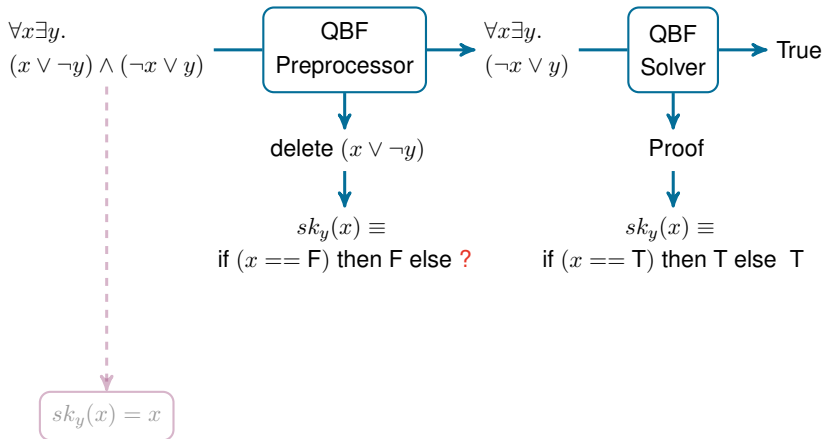 ∀x∃y.
(x ∨ ¬y) ∧ (¬x ∨ y)
QBF
Preprocessor
∀x∃y.
(¬x ∨ y)
QBF
Solver
True
delete (x ∨ ¬y)
Proof
sk_y(x) ≡
if (x == F) then F else ?
sk_y(x) ≡
if (x == T) then T else T
sk_y(x) = x